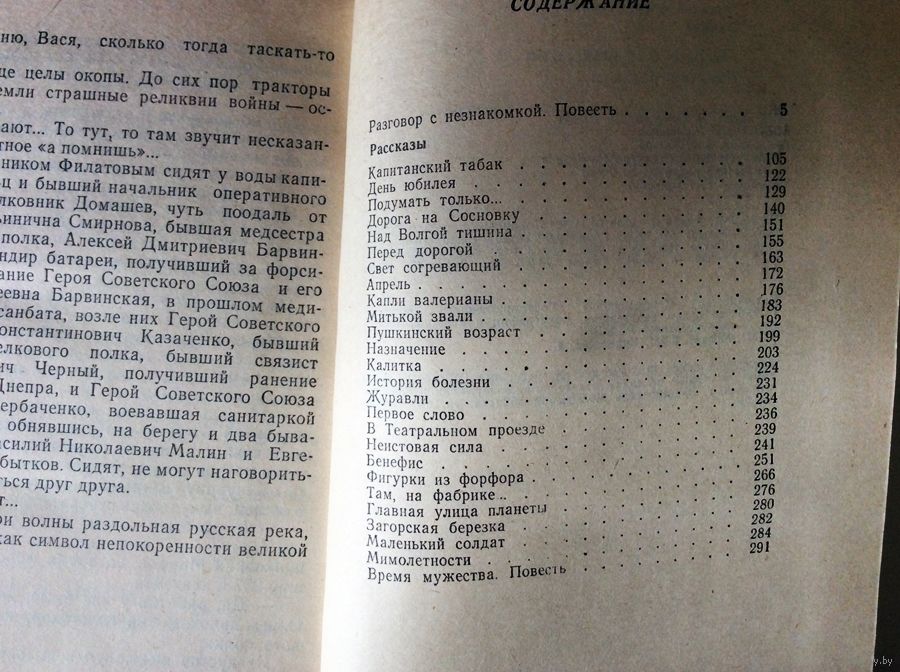 ню, Вася, сколько тогда таскать-то
ще целы окопы. До сих пор тракторы
емли страшные реликвии войны — ос-
ают... То тут, то там звучит несказан-
тное «а помнишь»...
ником Филатовым сидят у воды капи-
ц и бывший начальник оперативного
лковник Домашев, чуть поодаль от
ьинична Смирнова, бывшая медсестра
полка, Алексей Дмитриевич Барвин-
ндир батареи, получивший за форси-
ание Героя Советского Союза и его
еевна Барвинская, в прошлом меди-
санбата, возле них Герой Советского
онстантинович Казаченко, бывший
елкового полка, бывший связист
ич Черный, получивший ранение
Днепра, и Герой Советского Союза
ербаченко, воевавшая санитаркой
обнявшись, на берегу и два быва-
асилий Николаевич Малин и Евге-
бытков. Сидят, не могут наговорить-
ться друг друга.
т...
ои волны раздольная русская река,
как символ непокоренности великой
СОДЕРЖАНИЕ
Разговор с незнакомкой. Повесть . . . . . . . 5
Рассказы
Капитанский табак . . . . . . . . . 105
День юбилея . . . . . . . . . 122
Подумать только... . . . . . . . . . 129
Дорога на Сосновку . . . . . . . . . 140
Над Волгой тишина . . . . . . . . . 151
Перед дорогой . . . . . . . . . 155
Свет согревающий . . . . . . . . . 163
Апрель . . . . . . . . . 172
Капли валерианы . . . . . . . . . 176
Митькой звали . . . . . . . . . 183
Пушкинский возраст . . . . . . . . . 192
Назначение . . . . . . . . . 199
Калитка . . . . . . . . . 203
История болезни . . . . . . . . . 224
Журавли . . . . . . . . . 231
Первое слово . . . . . . . . . 234
В Театральном проезде . . . . . . . . . 236
Неистовая сила . . . . . . . . . 239
Бенефис . . . . . . . . . 241
Фигурки из форфора . . . . . . . . . 251
Там, на фабрике .. . . . . . . . . 266
Главная улица планеты . . . . . . . . . 276
Загорская березка . . . . . . . . . 280
Маленький солдат . . . . . . . . . 282
Мимолетности . . . . . . . . . 284
Время мужества. Повесть . . . . . . . 291
y.by